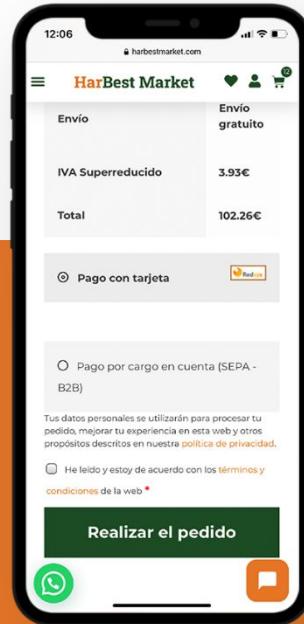 12:06
harbestmarket.com
HarBest Market
12
Envío
Envío gratuito
IVA Superreducido
3.93€
Total
102.26€
Pago con tarjeta
Redsys
Pago por cargo en cuenta (SEPA -
B2B)
Tus datos personales se utilizarán para procesar tu
pedido, mejorar tu experiencia en esta web y otros
propósitos descritos en nuestra política de privacidad.
He leído y estoy de acuerdo con los términos y
condiciones de la web *
Realizar el pedido